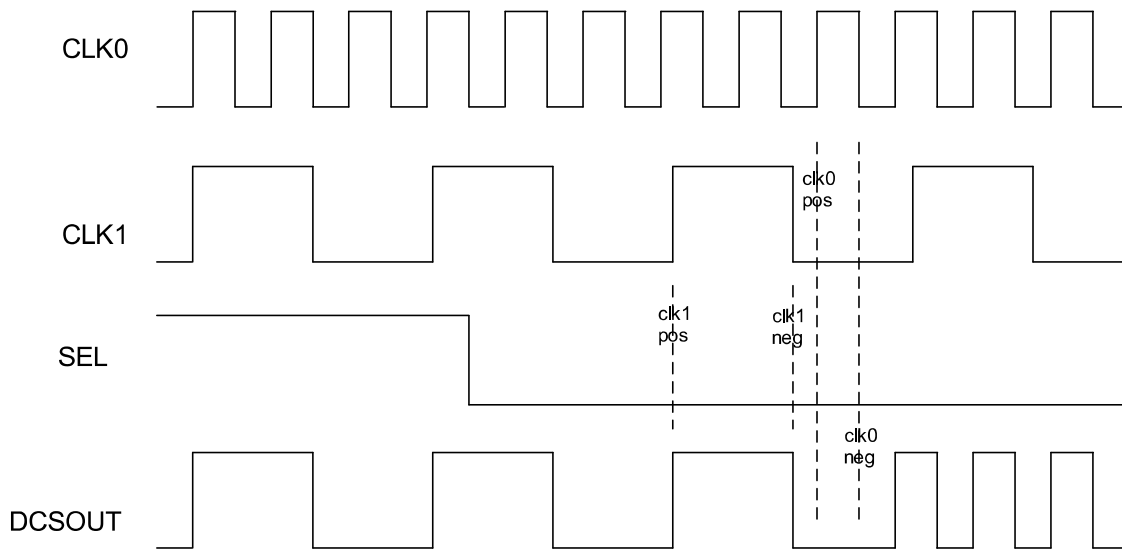 CLK0
clk0
pos
CLK1
clk1
pos
clk1
neg
SEL
clk0
neg
DCSOUT